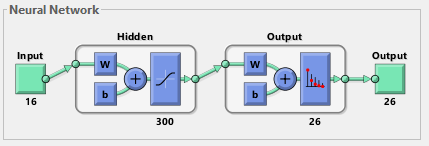 Neural Network
Hidden
Output
Input
Output
W
b
+
W
b
+
16
300
26
26